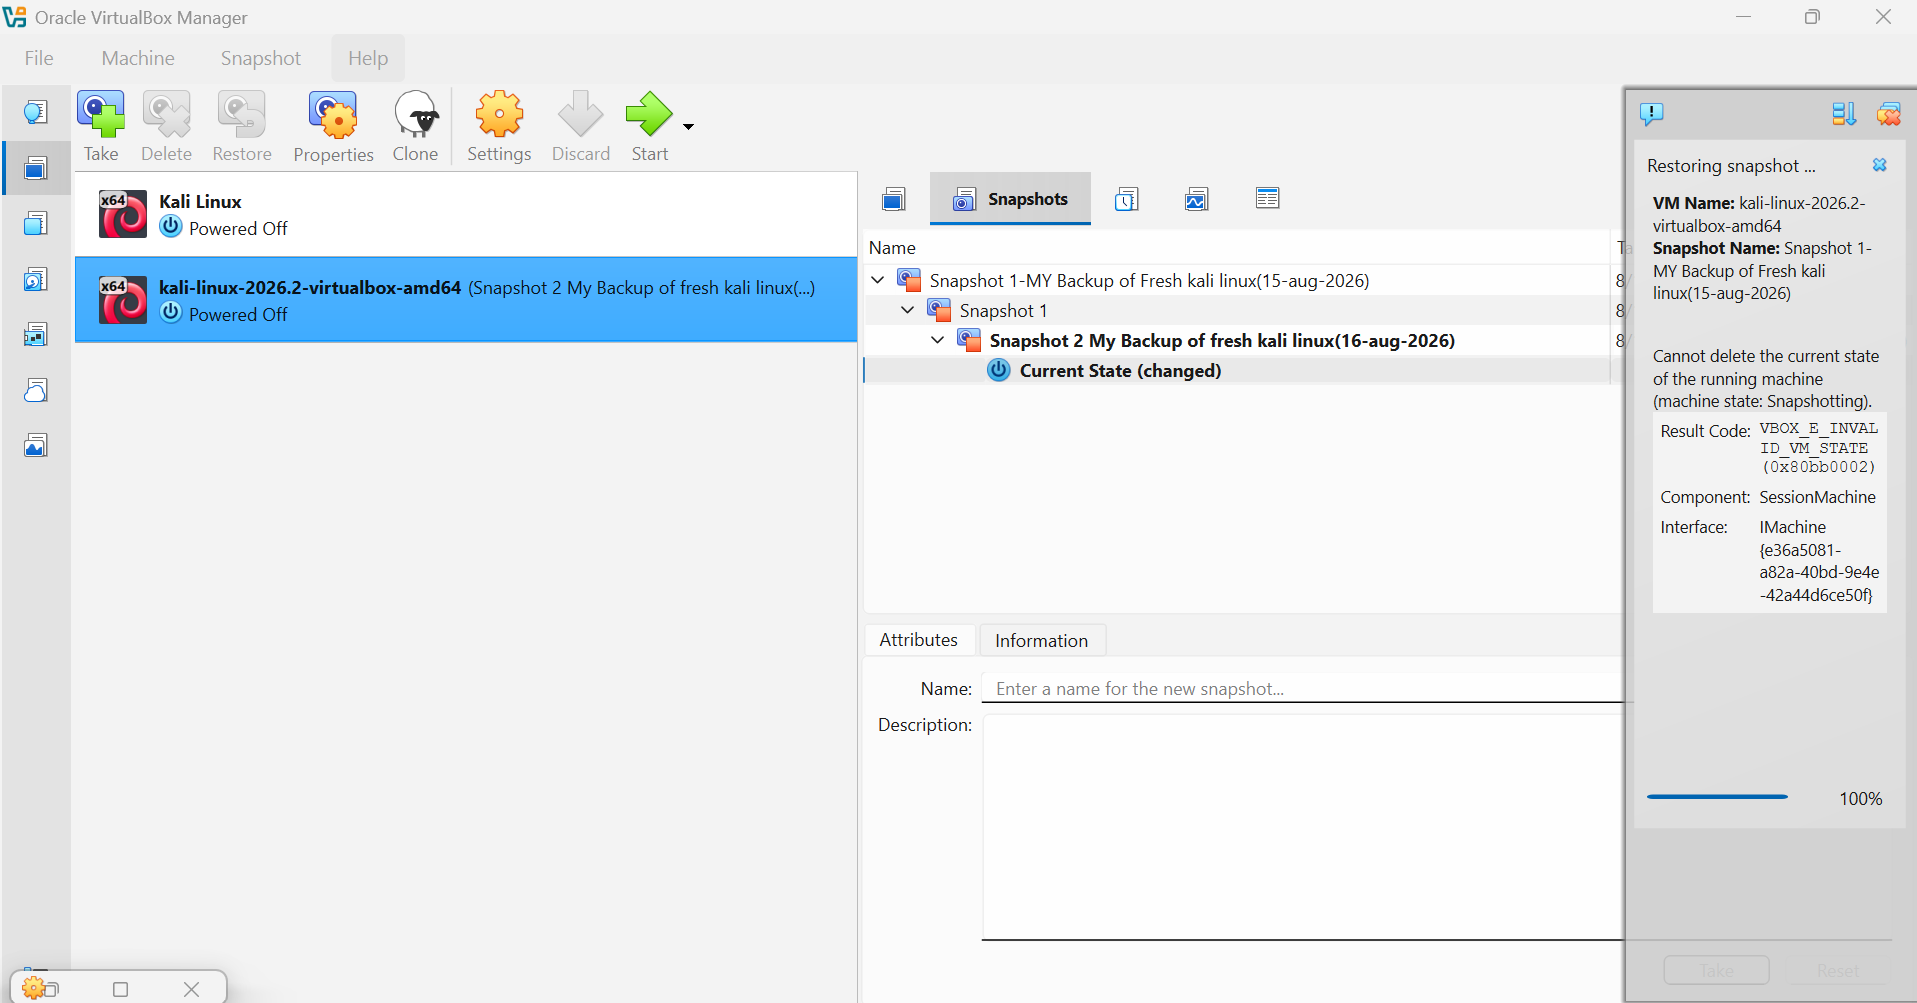 Oracle VirtualBox Manager
File Machine Snapshot Help
Take Delete Restore Properties Clone Settings Discard Start
x64 Kali Linux
Powered Off
x64 kali-linux-2026.2-virtualbox-amd64 (Snapshot 2 My Backup of fresh kali linux(...)
Powered Off
Snapshots
Name
Snapshot 1-MY Backup of Fresh kali linux(15-aug-2026) 8/
Snapshot 1 8/
Snapshot 2 My Backup of fresh kali linux(16-aug-2026) 8/
Current State (changed)
Attributes Information
Name: Enter a name for the new snapshot...
Description:
Restoring snapshot ...
VM Name: kali-linux-2026.2-
virtualbox-amd64
Snapshot Name: Snapshot 1-
MY Backup of Fresh kali
linux(15-aug-2026)
Cannot delete the current state
of the running machine
(machine state: Snapshotting).
Result Code: VBOX_E_INVAL
ID_VM_STATE
(0x80bb0002)
Component: SessionMachine
Interface: IMachine
{e36a5081-
a82a-40bd-9e4e
-42a44d6ce50f}
100%
Take Reset